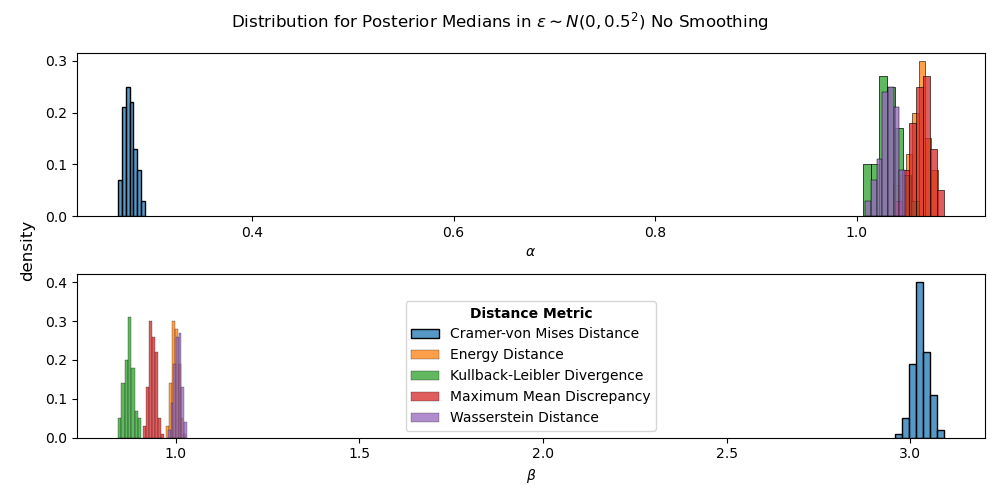 Distribution for Posterior Medians in ε ~ N(0, 0.5²) No Smoothing
0.3
0.2
0.1
0.0
0.4 0.6 0.8 1.0
α
density
0.4
0.3
0.2
0.1
0.0
Distance Metric
Cramer-von Mises Distance
Energy Distance
Kullback-Leibler Divergence
Maximum Mean Discrepancy
Wasserstein Distance
1.0 1.5 2.0 2.5 3.0
β